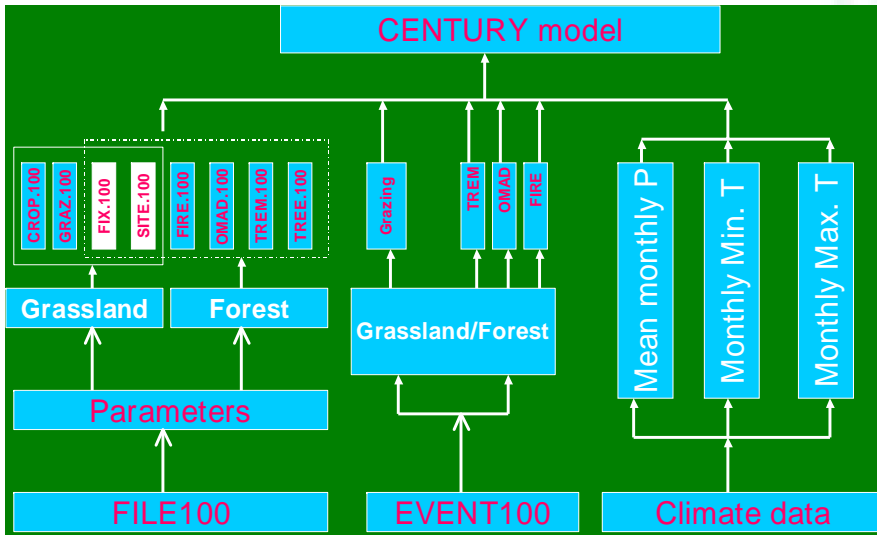 CENTURY model
CROP.100
GRAZ.100
FIX.100
SITE.100
FIRE.100
OMAD.100
TREM.100
TREE.100
Grazing
TREM
OMAD
FIRE
Mean monthly P
Monthly Min. T
Monthly Max. T
Grassland
Forest
Grassland/Forest
Parameters
FILE100
EVENT100
Climate data